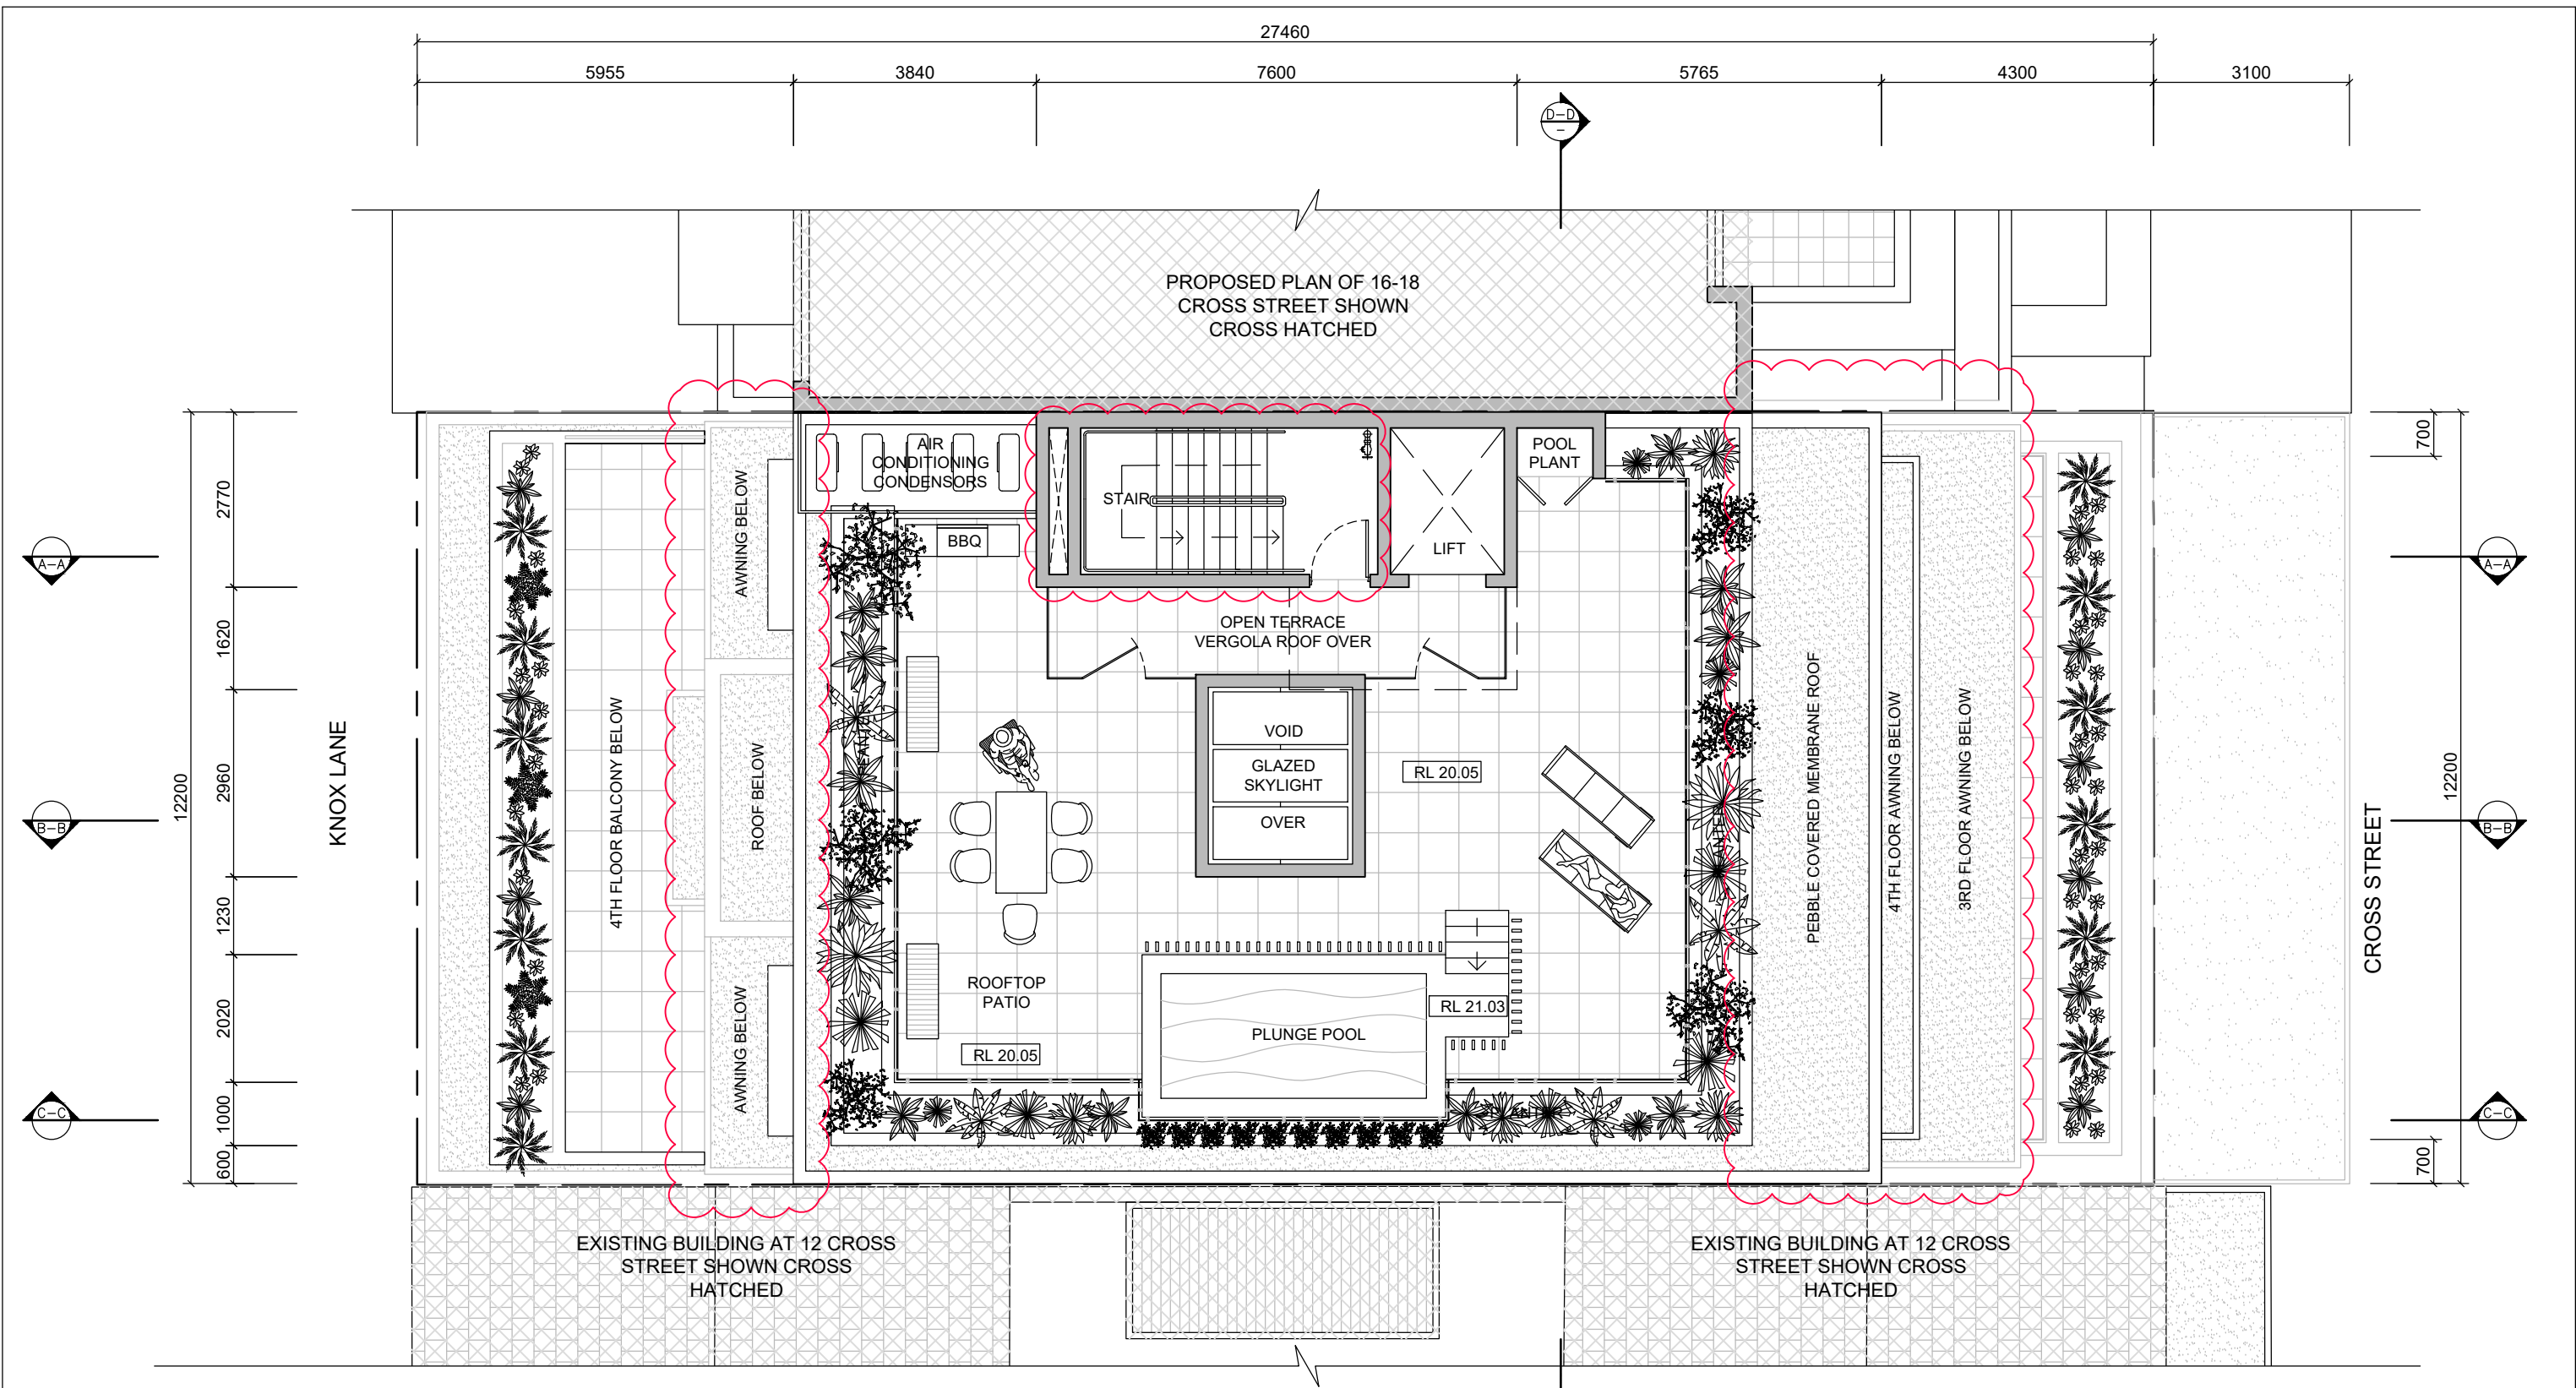 27460
5955
3840
7600
5765
4300
3100
D-D
-
PROPOSED PLAN OF 16-18
CROSS STREET SHOWN
CROSS HATCHED
12200
2770
1620
2960
1230
2020
1000
600
KNOX LANE
A-A
B-B
C-C
4TH FLOOR BALCONY BELOW
AWNING BELOW
ROOF BELOW
AWNING BELOW
AIR
CONDITIONING
CONDENSORS
BBQ
STAIR
LIFT
POOL
PLANT
OPEN TERRACE
VERGOLA ROOF OVER
VOID
GLAZED
SKYLIGHT
OVER
RL 20.05
ROOFTOP
PATIO
RL 20.05
PLUNGE POOL
RL 21.03
PEBBLE COVERED MEMBRANE ROOF
4TH FLOOR AWNING BELOW
3RD FLOOR AWNING BELOW
CROSS STREET
700
12200
700
A-A
B-B
C-C
EXISTING BUILDING AT 12 CROSS
STREET SHOWN CROSS
HATCHED
EXISTING BUILDING AT 12 CROSS
STREET SHOWN CROSS
HATCHED